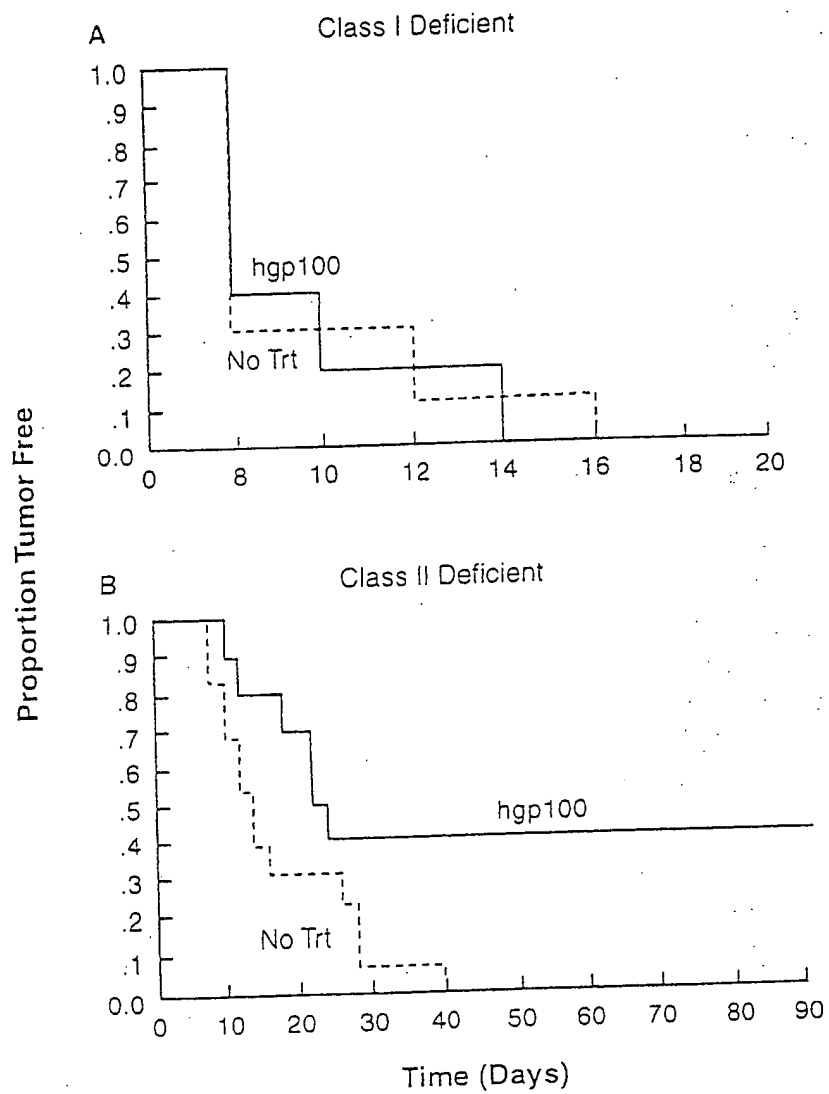 A
Class I Deficient
1.0
.9
.8
.7
.6
.5
.4
.3
.2
.1
0.0
hgp100
No Trt
0 8 10 12 14 16 18 20
Proportion Tumor Free
B
Class II Deficient
1.0
.9
.8
.7
.6
.5
.4
.3
.2
.1
0.0
hgp100
No Trt
0 10 20 30 40 50 60 70 80 90
Time (Days)